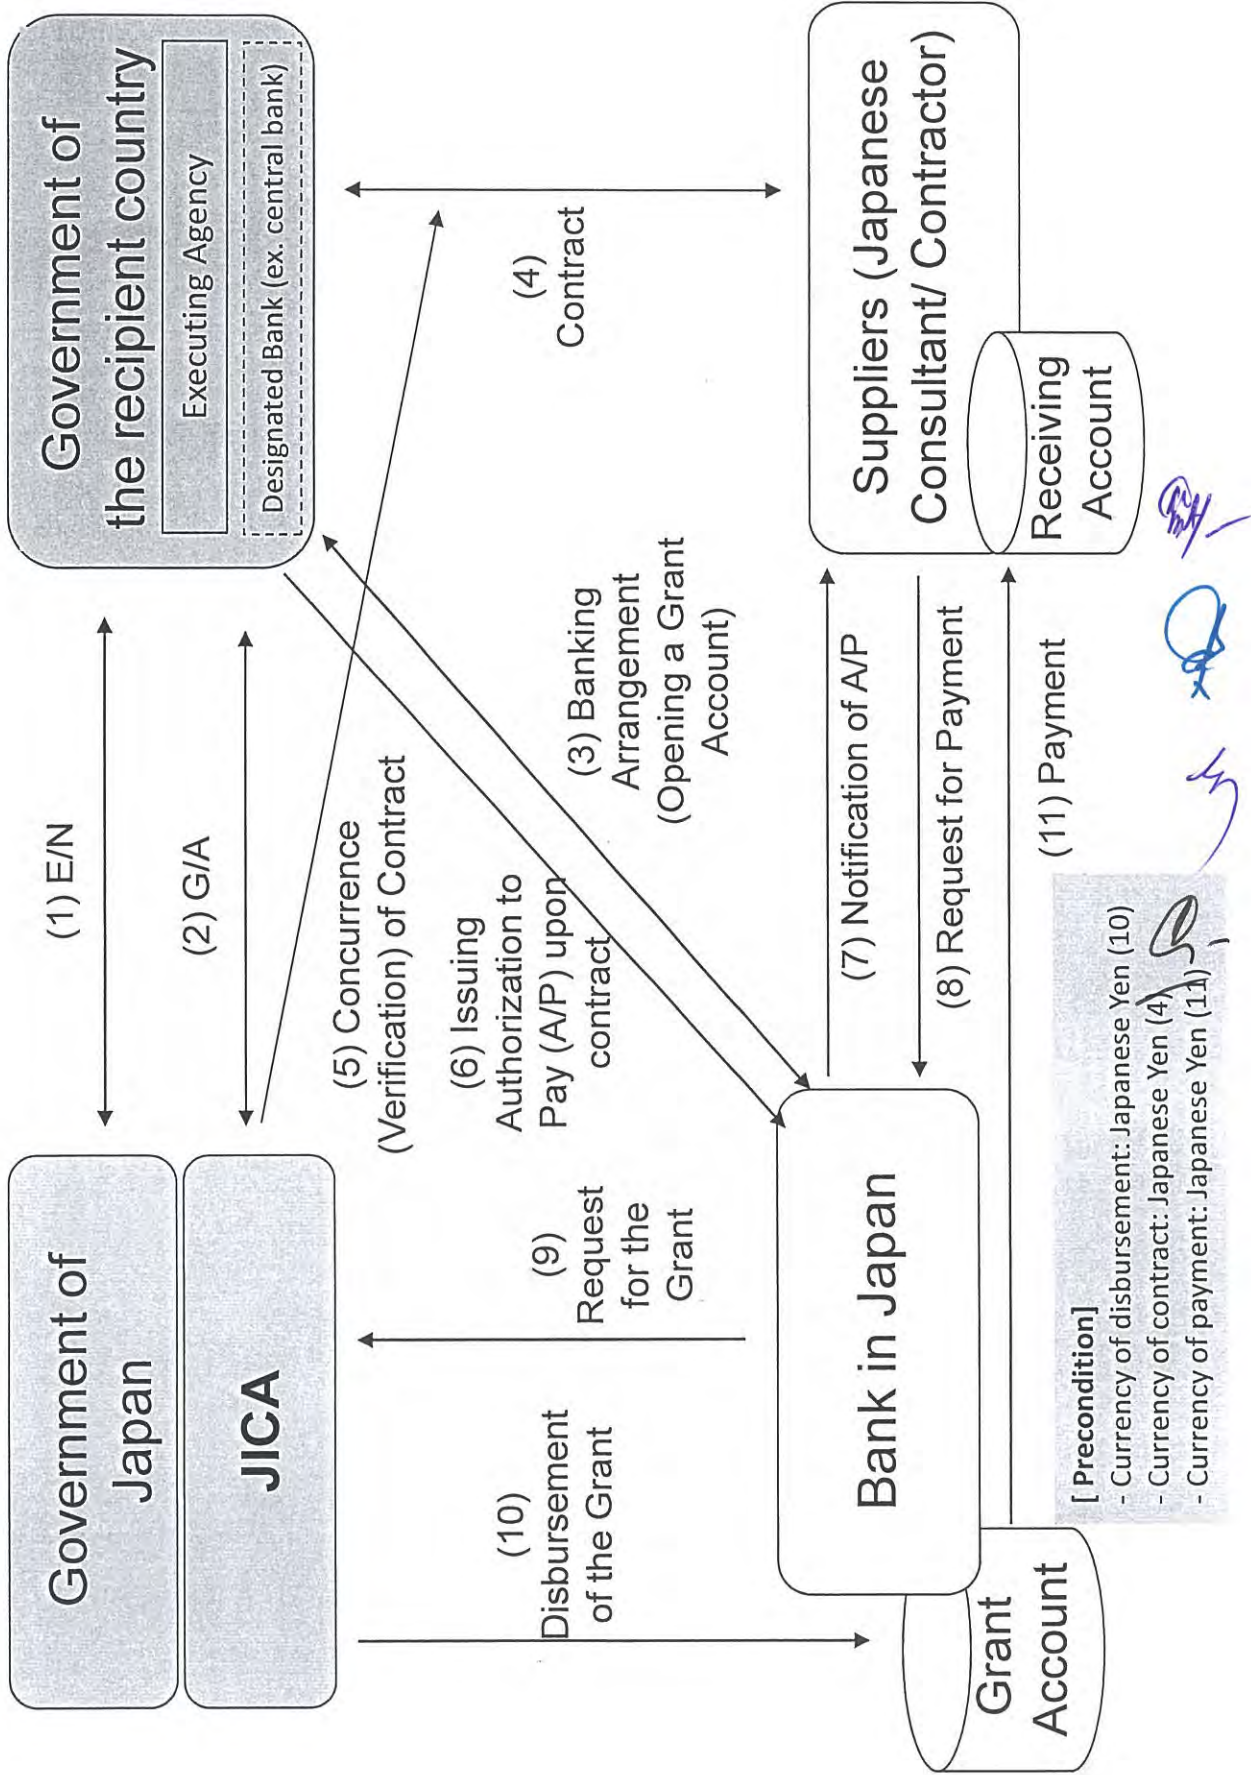 Government of
Japan
JICA
(1) E/N
(2) G/A
Government of
the recipient country
Executing Agency
Designated Bank (ex. central bank)
(5) Concurrence
(Verification) of Contract
(6) Issuing
Authorization to
Pay (A/P) upon
contract
(3) Banking
Arrangement
(Opening a Grant
Account)
(4)
Contract
(10)
Disbursement
of the Grant
(9)
Request
for the
Grant
Bank in Japan
Grant
Account
(7) Notification of A/P
(8) Request for Payment
(11) Payment
Suppliers (Japanese
Consultant/ Contractor)
Receiving
Account
[ Precondition]
- Currency of disbursement: Japanese Yen (10)
- Currency of contract: Japanese Yen (4)
- Currency of payment: Japanese Yen (11)